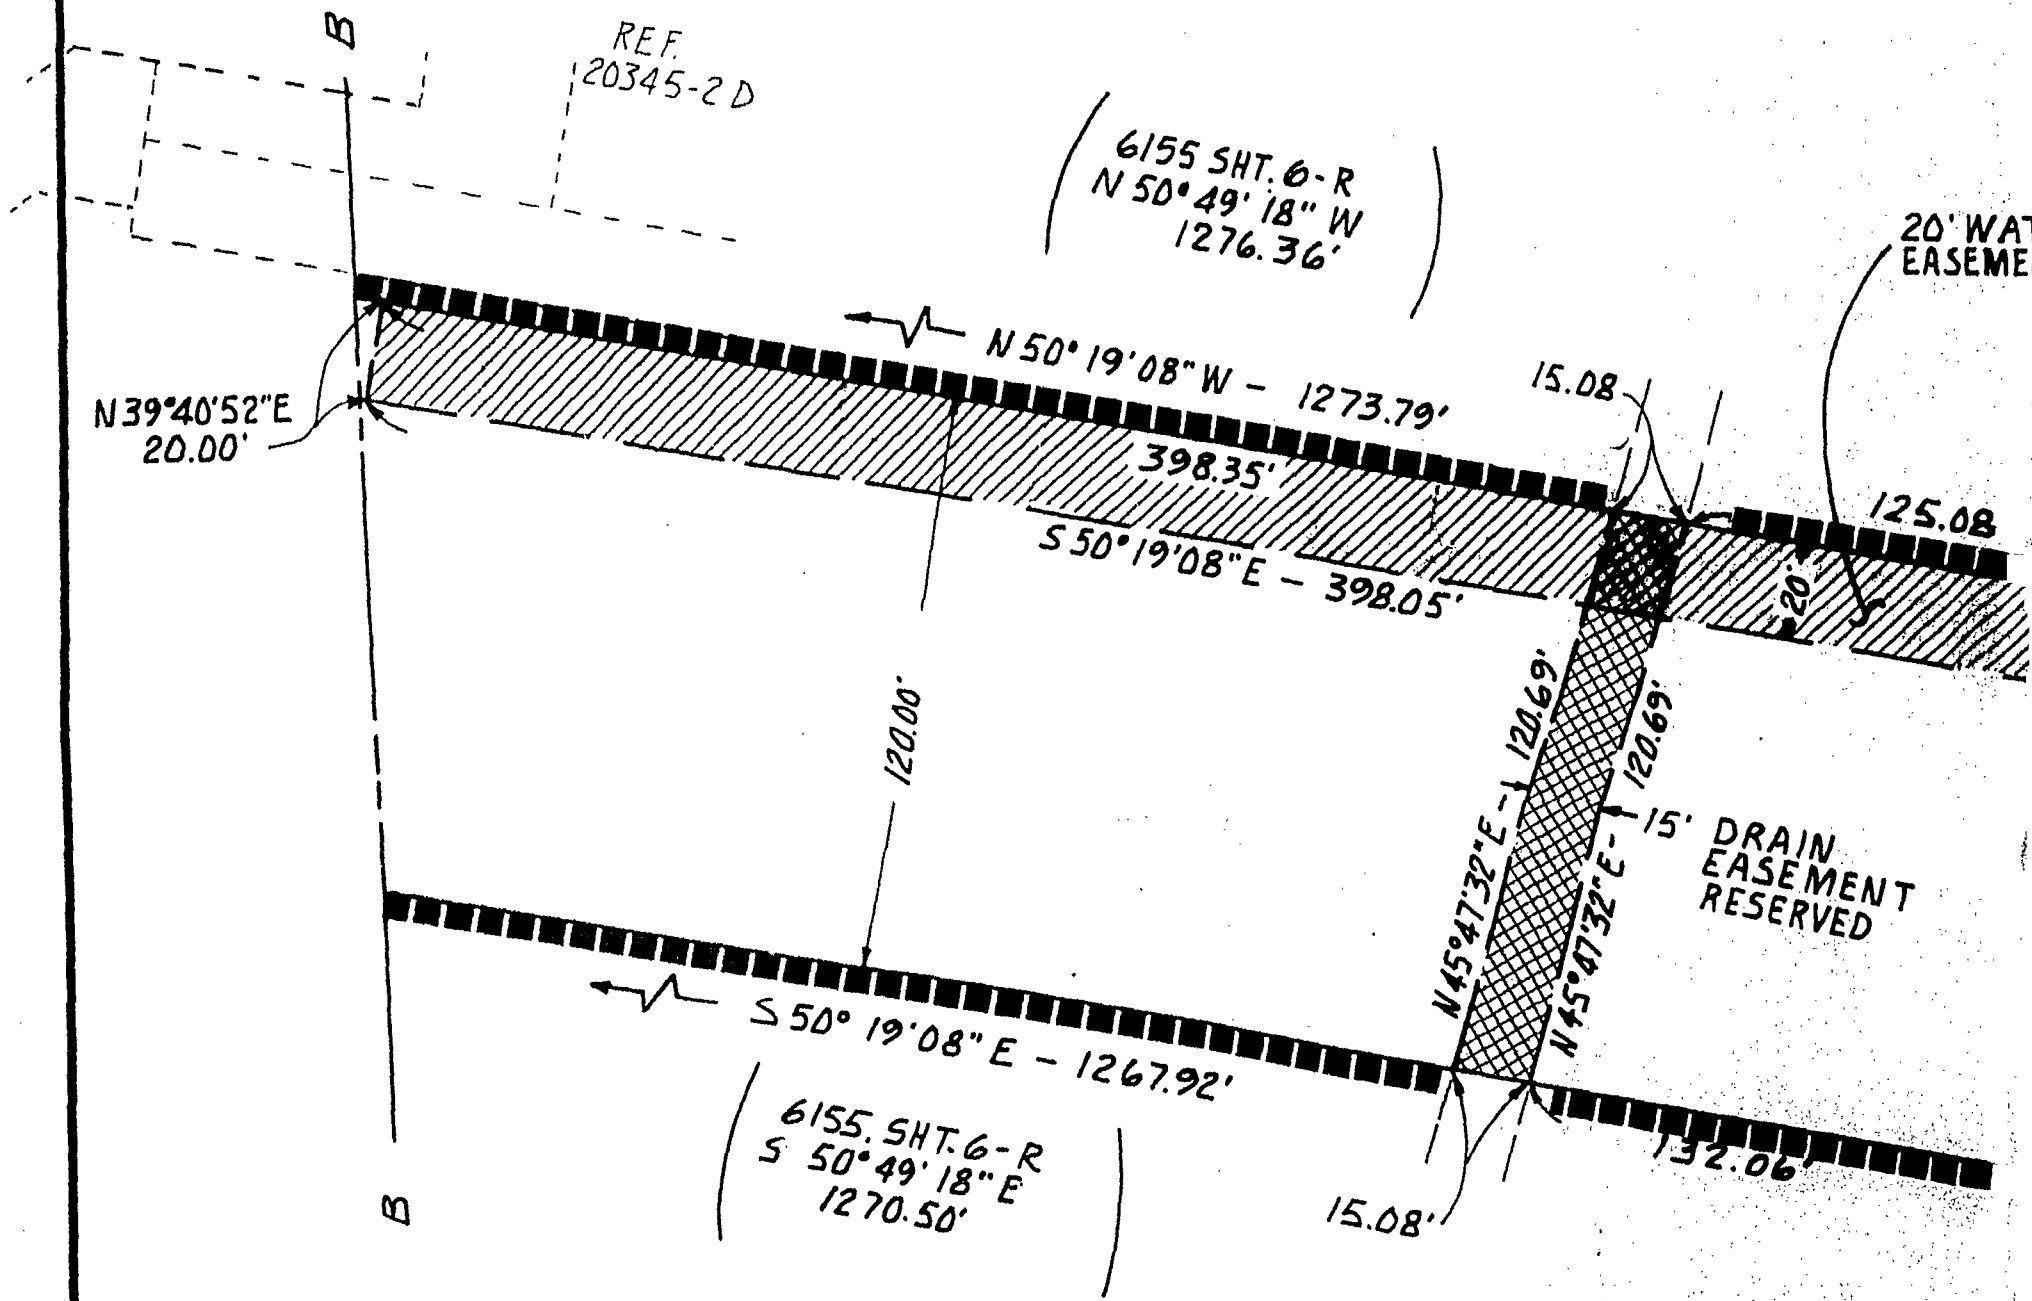 B
REF.
20345-2D
(6155 SHT. 6-R
N 50° 49' 18" W
1276.36')
20' WAT
EASEME
N 50° 19' 08" W - 1273.79'
15.08
N 39° 40' 52" E
20.00'
398.35'
125.08
S 50° 19' 08" E - 398.05'
20'
120.00'
N 45° 47' 32" E - 120.69'
N 45° 47' 32" E - 120.69'
15' DRAIN
EASEMENT
RESERVED
S 50° 19' 08" E - 1267.92'
(6155. SHT. 6-R
S 50° 49' 18" E
1270.50')
132.06'
15.08'
B